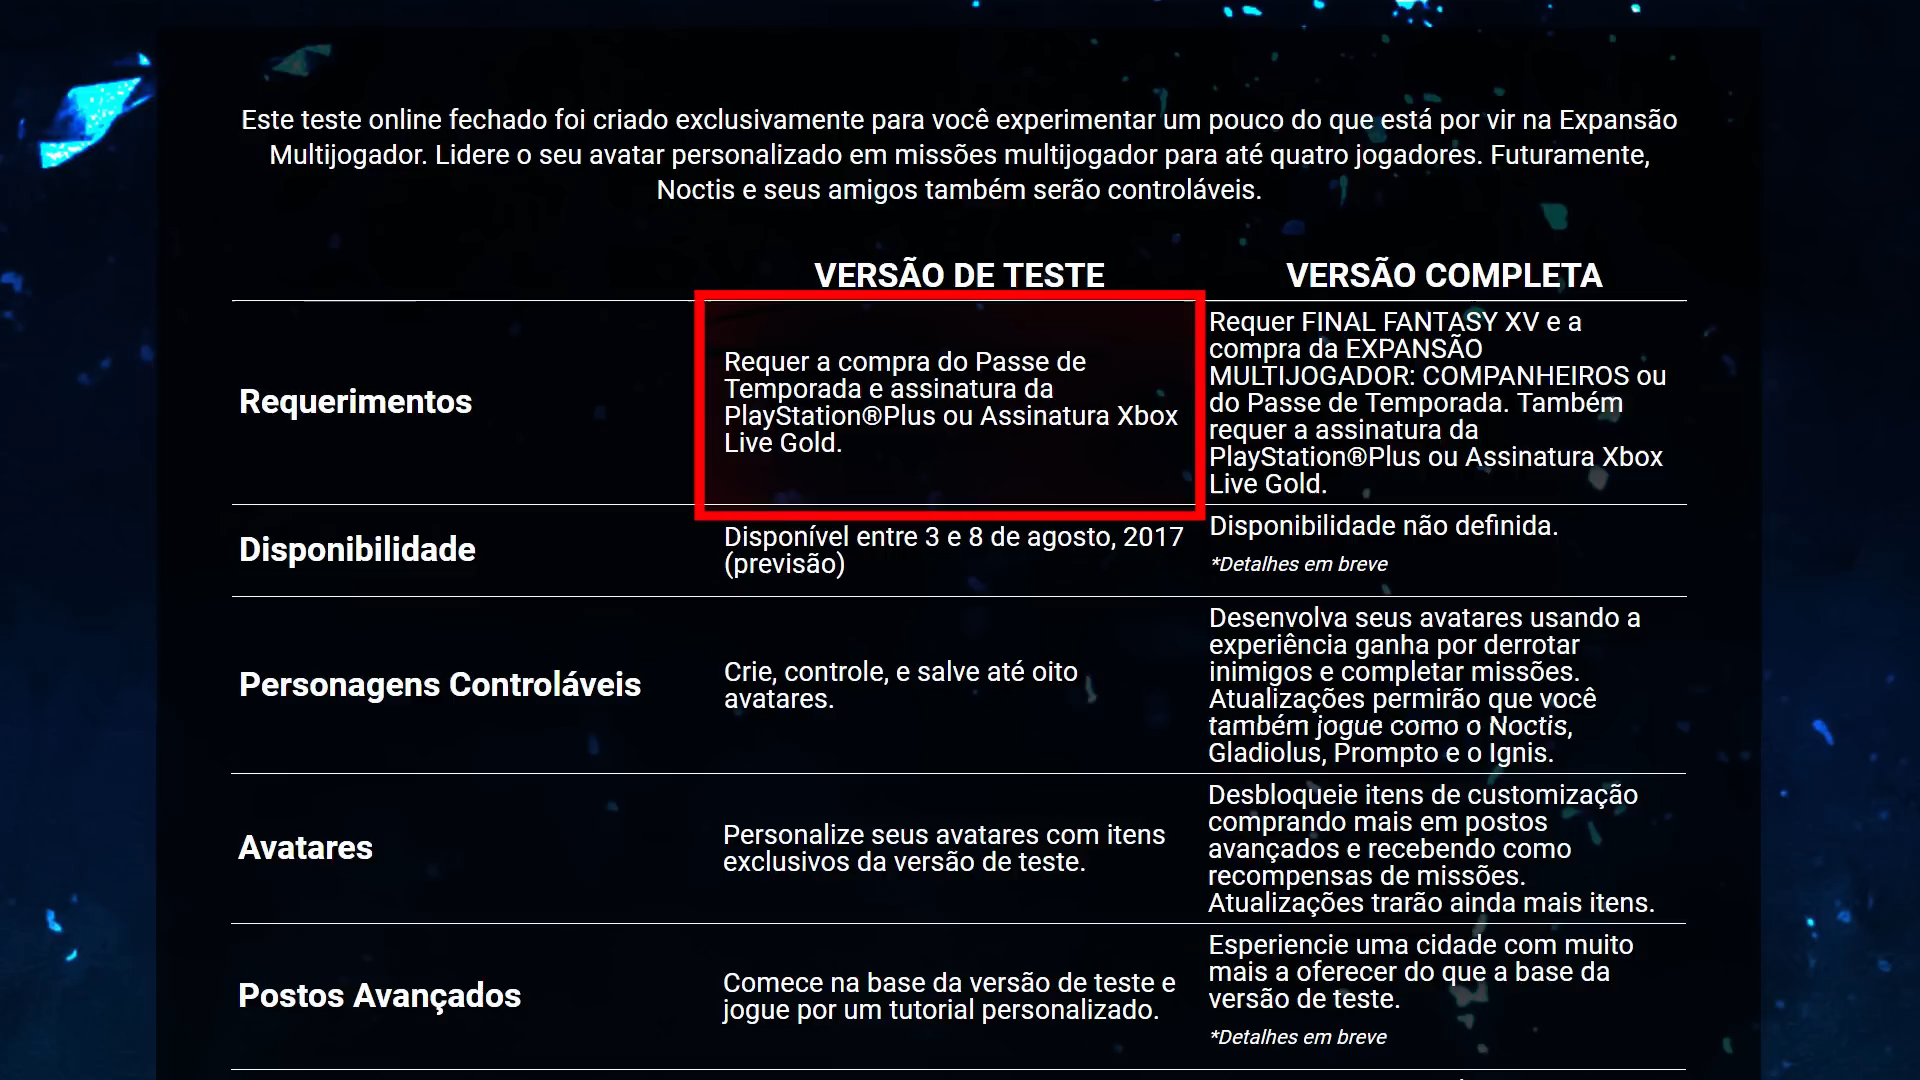 Este teste online fechado foi criado exclusivamente para você experimentar um pouco do que está por vir na Expansão
Multijogador. Lidere o seu avatar personalizado em missões multijogador para até quatro jogadores. Futuramente,
Noctis e seus amigos também serão controláveis.
VERSÃO DE TESTE
VERSÃO COMPLETA
Requerimentos
Requer a compra do Passe de
Temporada e assinatura da
PlayStation®Plus ou Assinatura Xbox
Live Gold.
Requer FINAL FANTASY XV e a
compra da EXPANSÃO
MULTIJOGADOR: COMPANHEIROS ou
do Passe de Temporada. Também
requer a assinatura da
PlayStation®Plus ou Assinatura Xbox
Live Gold.
Disponibilidade
Disponível entre 3 e 8 de agosto, 2017
(previsão)
Disponibilidade não definida.
*Detalhes em breve
Personagens Controláveis
Crie, controle, e salve até oito
avatares.
Desenvolva seus avatares usando a
experiência ganha por derrotar
inimigos e completar missões.
Atualizações permirão que você
também jogue como o Noctis,
Gladiolus, Prompto e o Ignis.
Avatares
Personalize seus avatares com itens
exclusivos da versão de teste.
Desbloqueie itens de customização
comprando mais em postos
avançados e recebendo como
recompensas de missões.
Atualizações trarão ainda mais itens.
Postos Avançados
Comece na base da versão de teste e
jogue por um tutorial personalizado.
Esperiencie uma cidade com muito
mais a oferecer do que a base da
versão de teste.
*Detalhes em breve